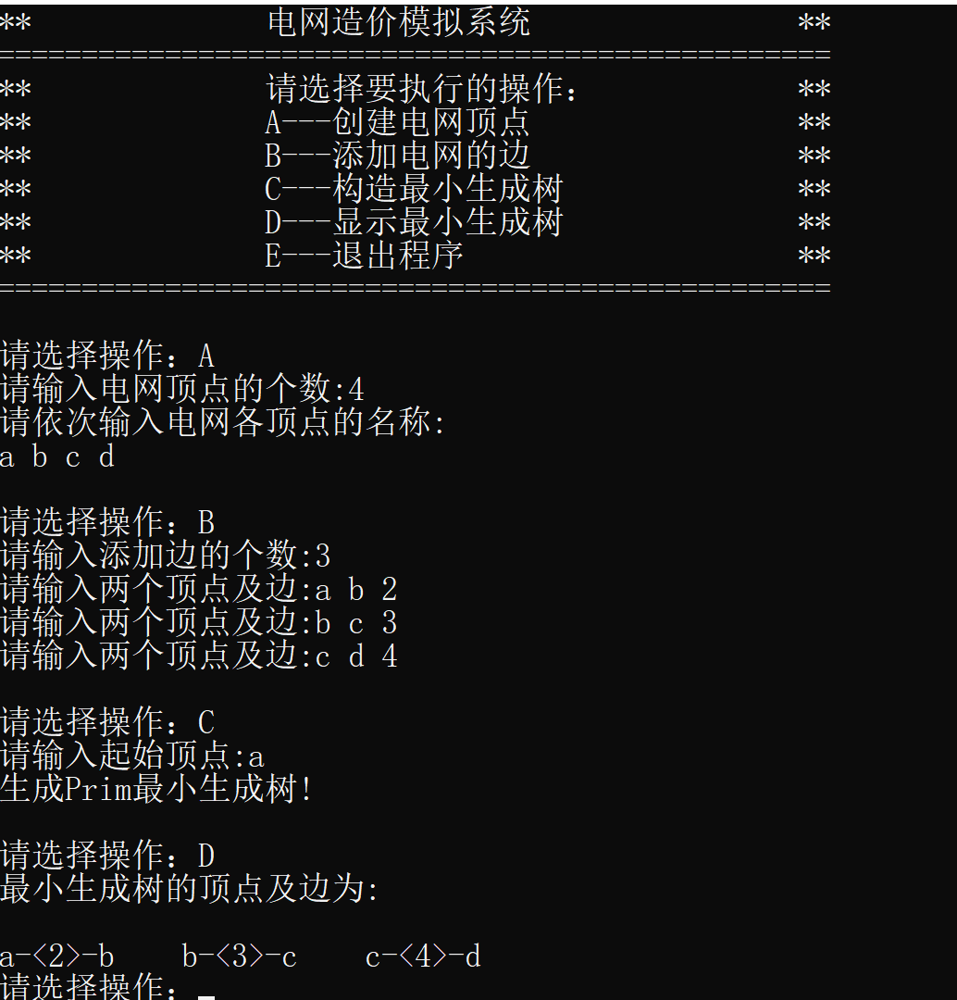 **              电网造价模拟系统                **
==================================================
**              请选择要执行的操作:             **
**              A---创建电网顶点                **
**              B---添加电网的边                **
**              C---构造最小生成树              **
**              D---显示最小生成树              **
**              E---退出程序                    **
==================================================
请选择操作:A
请输入电网顶点的个数:4
请依次输入电网各顶点的名称:
a b c d
请选择操作:B
请输入添加边的个数:3
请输入两个顶点及边:a b 2
请输入两个顶点及边:b c 3
请输入两个顶点及边:c d 4
请选择操作:C
请输入起始顶点:a
生成Prim最小生成树!
请选择操作:D
最小生成树的顶点及边为:
a-<2>-b    b-<3>-c    c-<4>-d
请选择操作: